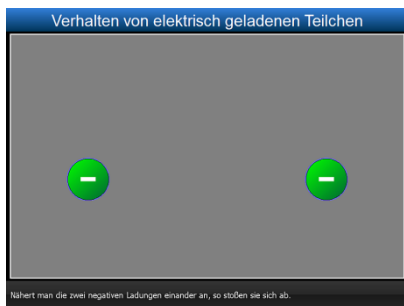 Verhalten von elektrisch geladenen Teilchen
Nähert man die zwei negativen Ladungen einander an, so stoßen sie sich ab.